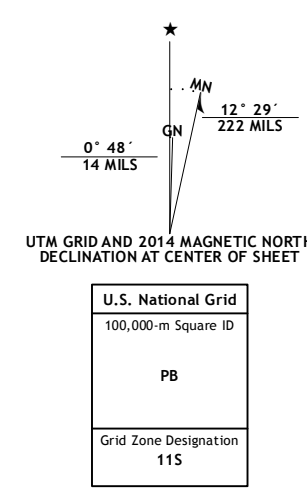 ★
MN
GN
12° 29´
222 MILS
0° 48´
14 MILS
UTM GRID AND 2014 MAGNETIC NORTH
DECLINATION AT CENTER OF SHEET
U.S. National Grid
100,000-m Square ID
PB
Grid Zone Designation
11S